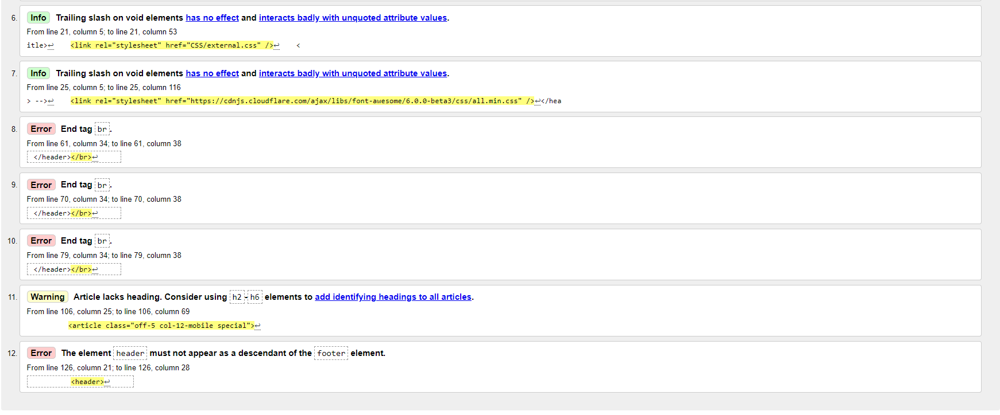 6. Info Trailing slash on void elements has no effect and interacts badly with unquoted attribute values.
From line 21, column 5; to line 21, column 53
itle>↩ <link rel="stylesheet" href="CSS/external.css" />↩ <
7. Info Trailing slash on void elements has no effect and interacts badly with unquoted attribute values.
From line 25, column 5; to line 25, column 116
> -->↩ <link rel="stylesheet" href="https://cdnjs.cloudflare.com/ajax/libs/font-awesome/6.0.0-beta3/css/all.min.css" />↩</hea
8. Error End tag br.
From line 61, column 34; to line 61, column 38
</header></br>↩
9. Error End tag br.
From line 70, column 34; to line 70, column 38
</header></br>↩
10. Error End tag br.
From line 79, column 34; to line 79, column 38
</header></br>↩
11. Warning Article lacks heading. Consider using h2-h6 elements to add identifying headings to all articles.
From line 106, column 25; to line 106, column 69
<article class="off-5 col-12-mobile special">↩
12. Error The element header must not appear as a descendant of the footer element.
From line 126, column 21; to line 126, column 28
<header>↩